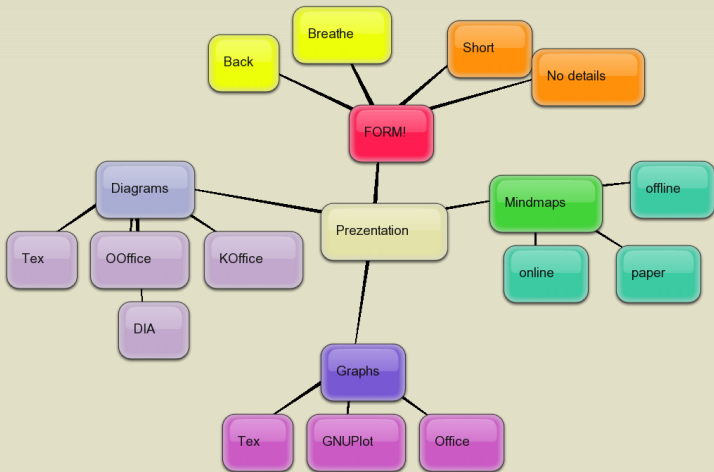 Breathe
Short
Back
No details
FORM!
Diagrams
offline
Mindmaps
Prezentation
Tex
OOffice
KOffice
online
paper
DIA
Graphs
Tex
GNUPlot
Office